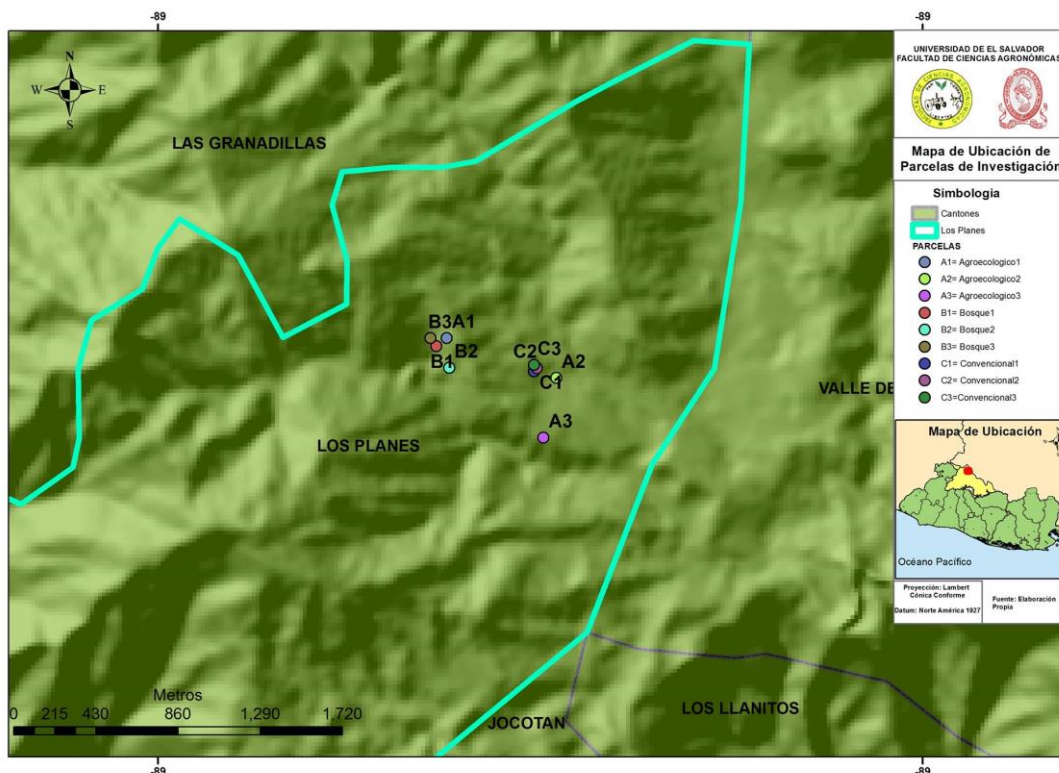 -89
-89
N
W
E
S
LAS GRANADILLAS
B3A1
B1
B2
C2
C3
C1
A2
A3
LOS PLANES
VALLE DE
JOCOTAN
LOS LLANITOS
Metros
0 215 430 860 1,290 1,720
-89
-89
UNIVERSIDAD DE EL SALVADOR
FACULTAD DE CIENCIAS AGRONÓMICAS
Mapa de Ubicación de
Parcelas de Investigación
Simbologia
Cantones
Los Planes
PARCELAS
A1= Agroecologico1
A2= Agroecologico2
A3= Agroecologico3
B1= Bosque1
B2= Bosque2
B3= Bosque3
C1= Convencional1
C2= Convencional2
C3=Convencional3
Mapa de Ubicación
Océano Pacífico
Proyección: Lambert
Cónica Conforme
Datum: Norte América 1927
Fuente: Elaboración
Propia